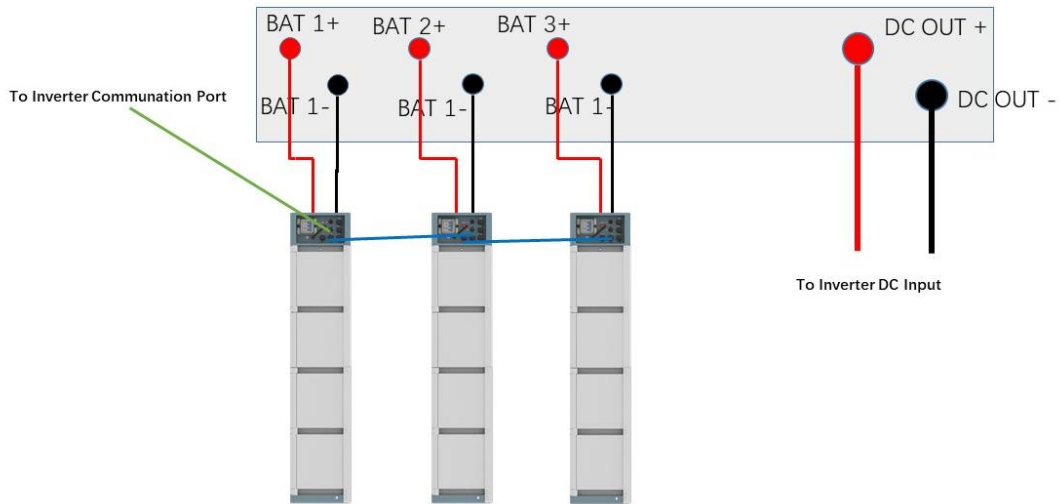 BAT 1+
BAT 2+
BAT 3+
DC OUT +
To Inverter Communation Port
BAT 1-
BAT 1-
BAT 1-
DC OUT -
To Inverter DC Input